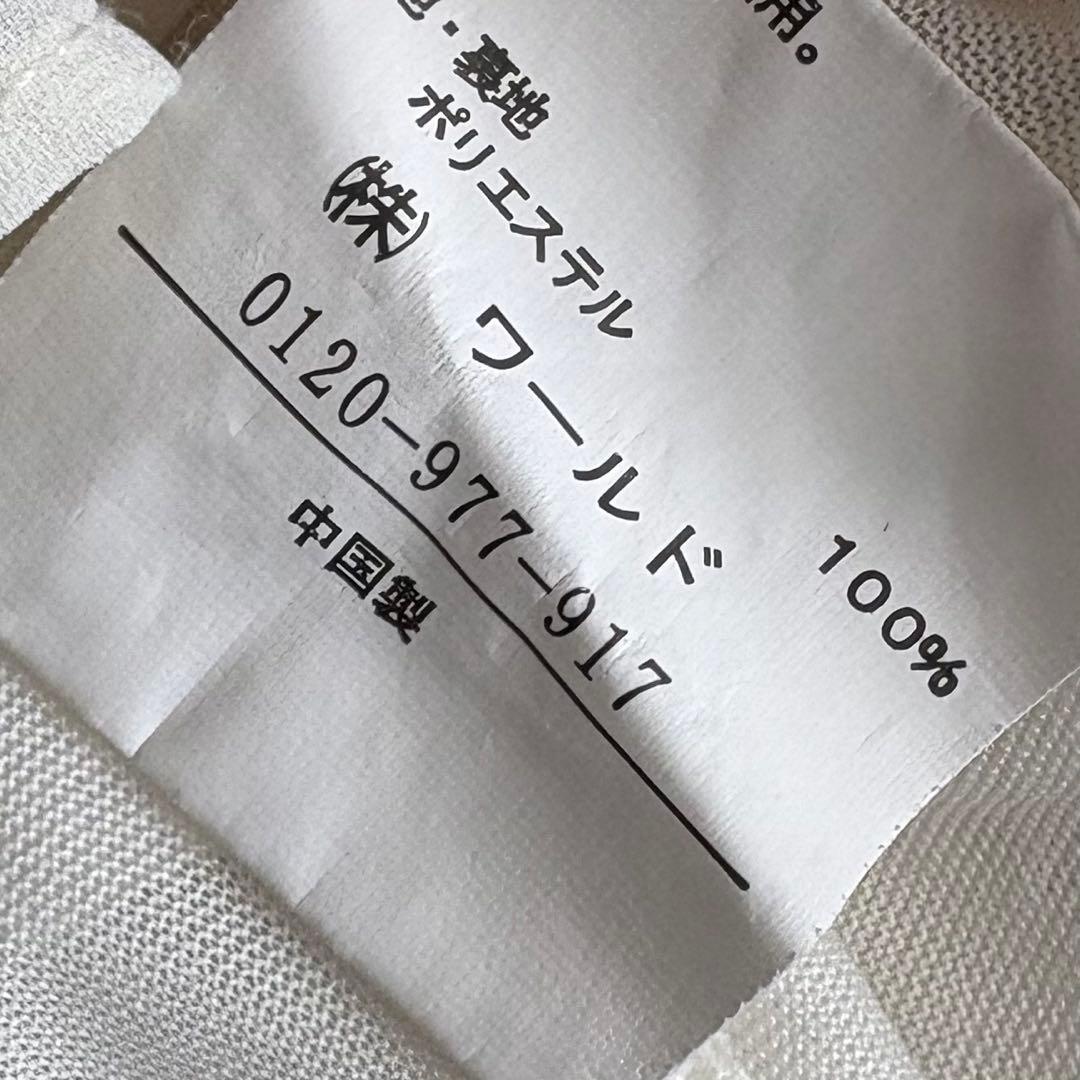 用。
・裏地
ポリエステル 100%
(株) ワールド
0120-977-917
中国製